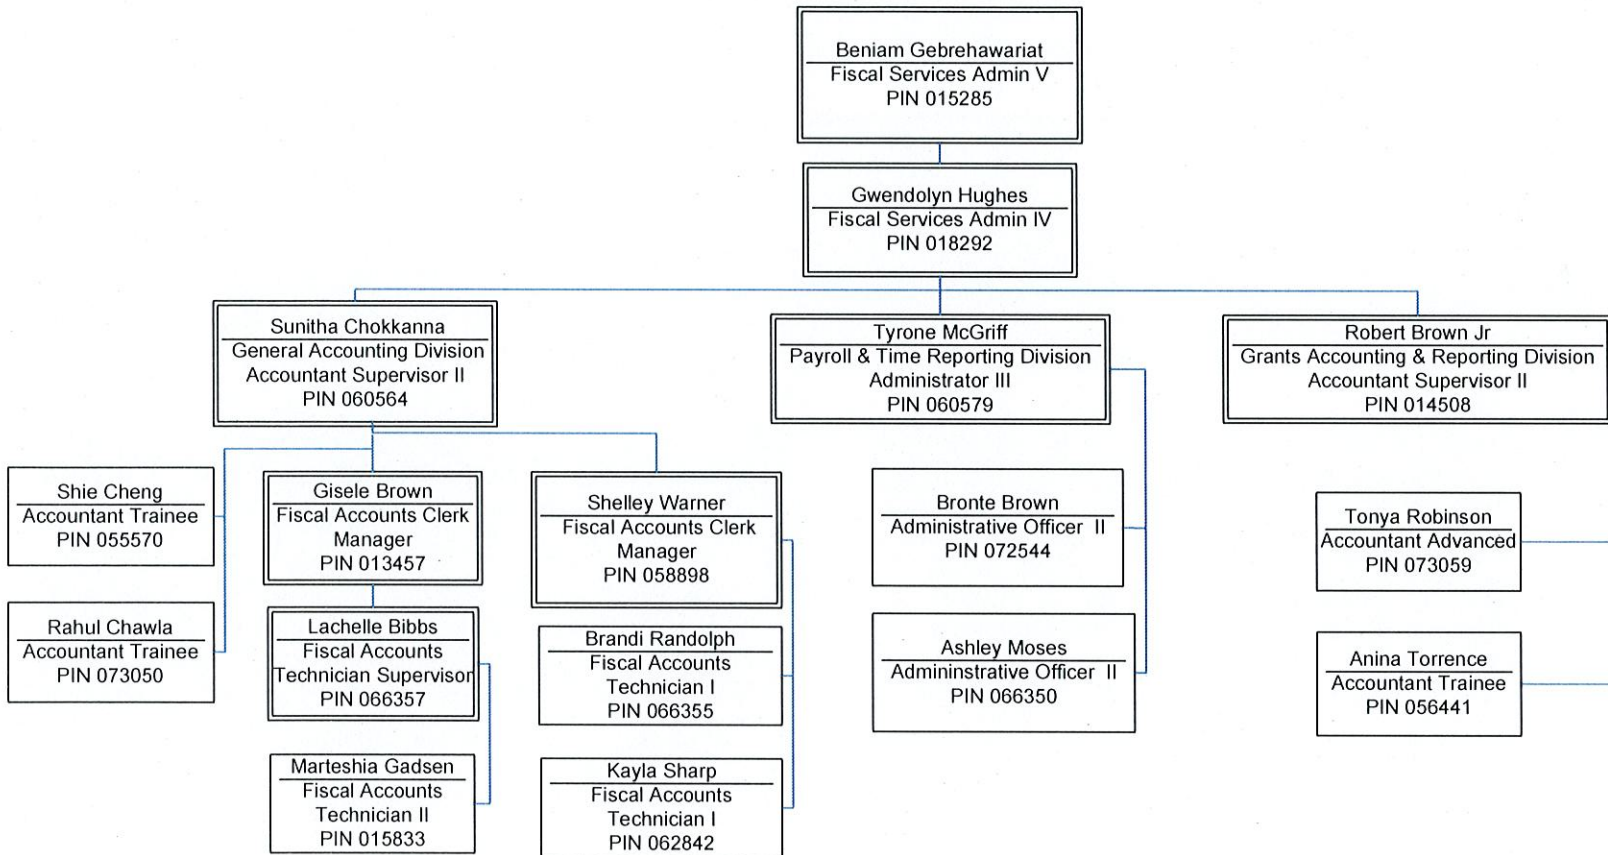 Beniam Gebrehawariat
Fiscal Services Admin V
PIN 015285
Gwendolyn Hughes
Fiscal Services Admin IV
PIN 018292
Sunitha Chokkanna
General Accounting Division
Accountant Supervisor II
PIN 060564
Tyrone McGriff
Payroll & Time Reporting Division
Administrator III
PIN 060579
Robert Brown Jr
Grants Accounting & Reporting Division
Accountant Supervisor II
PIN 014508
Shie Cheng
Accountant Trainee
PIN 055570
Gisele Brown
Fiscal Accounts Clerk
Manager
PIN 013457
Shelley Warner
Fiscal Accounts Clerk
Manager
PIN 058898
Bronte Brown
Administrative Officer II
PIN 072544
Tonya Robinson
Accountant Advanced
PIN 073059
Rahul Chawla
Accountant Trainee
PIN 073050
Lachelle Bibbs
Fiscal Accounts
Technician Supervisor
PIN 066357
Brandi Randolph
Fiscal Accounts
Technician I
PIN 066355
Ashley Moses
Admininstrative Officer II
PIN 066350
Anina Torrence
Accountant Trainee
PIN 056441
Marteshia Gadsen
Fiscal Accounts
Technician II
PIN 015833
Kayla Sharp
Fiscal Accounts
Technician I
PIN 062842